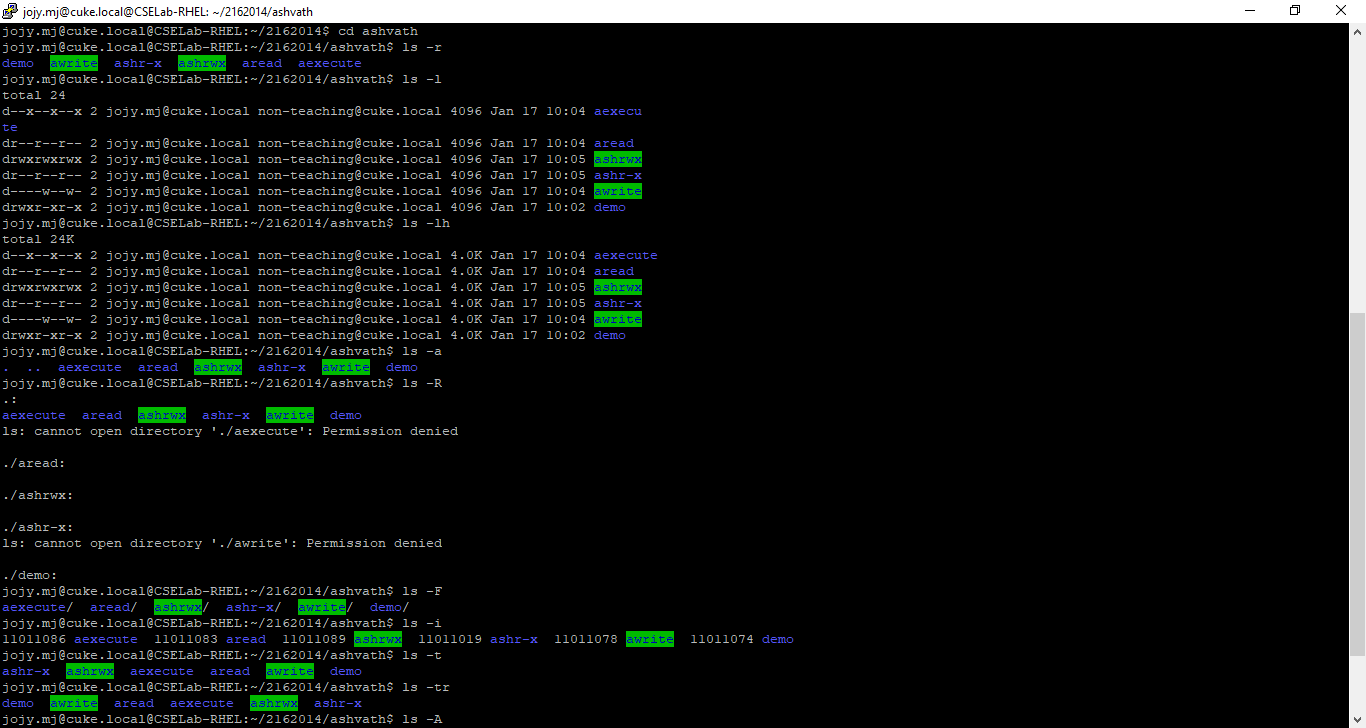 jojy.mj@cuke.local@CSELab-RHEL: ~/2162014/ashvath
jojy.mj@cuke.local@CSELab-RHEL:~/2162014$ cd ashvath
jojy.mj@cuke.local@CSELab-RHEL:~/2162014/ashvath$ ls -r
demo  awrite  ashr-x  ashrwx  aread  aexecute
jojy.mj@cuke.local@CSELab-RHEL:~/2162014/ashvath$ ls -l
total 24
d--x--x--x 2 jojy.mj@cuke.local non-teaching@cuke.local 4096 Jan 17 10:04 aexecu
te
dr--r--r-- 2 jojy.mj@cuke.local non-teaching@cuke.local 4096 Jan 17 10:04 aread
drwxrwxrwx 2 jojy.mj@cuke.local non-teaching@cuke.local 4096 Jan 17 10:05 ashrwx
dr--r--r-- 2 jojy.mj@cuke.local non-teaching@cuke.local 4096 Jan 17 10:05 ashr-x
d----w--w- 2 jojy.mj@cuke.local non-teaching@cuke.local 4096 Jan 17 10:04 awrite
drwxr-xr-x 2 jojy.mj@cuke.local non-teaching@cuke.local 4096 Jan 17 10:02 demo
jojy.mj@cuke.local@CSELab-RHEL:~/2162014/ashvath$ ls -lh
total 24K
d--x--x--x 2 jojy.mj@cuke.local non-teaching@cuke.local 4.0K Jan 17 10:04 aexecute
dr--r--r-- 2 jojy.mj@cuke.local non-teaching@cuke.local 4.0K Jan 17 10:04 aread
drwxrwxrwx 2 jojy.mj@cuke.local non-teaching@cuke.local 4.0K Jan 17 10:05 ashrwx
dr--r--r-- 2 jojy.mj@cuke.local non-teaching@cuke.local 4.0K Jan 17 10:05 ashr-x
d----w--w- 2 jojy.mj@cuke.local non-teaching@cuke.local 4.0K Jan 17 10:04 awrite
drwxr-xr-x 2 jojy.mj@cuke.local non-teaching@cuke.local 4.0K Jan 17 10:02 demo
jojy.mj@cuke.local@CSELab-RHEL:~/2162014/ashvath$ ls -a
.  ..  aexecute  aread  ashrwx  ashr-x  awrite  demo
jojy.mj@cuke.local@CSELab-RHEL:~/2162014/ashvath$ ls -R
.:
aexecute  aread  ashrwx  ashr-x  awrite  demo
ls: cannot open directory './aexecute': Permission denied
./aread:
./ashrwx:
./ashr-x:
ls: cannot open directory './awrite': Permission denied
./demo:
jojy.mj@cuke.local@CSELab-RHEL:~/2162014/ashvath$ ls -F
aexecute/  aread/  ashrwx/  ashr-x/  awrite/  demo/
jojy.mj@cuke.local@CSELab-RHEL:~/2162014/ashvath$ ls -i
11011086 aexecute  11011083 aread  11011089 ashrwx  11011019 ashr-x  11011078 awrite  11011074 demo
jojy.mj@cuke.local@CSELab-RHEL:~/2162014/ashvath$ ls -t
ashr-x  ashrwx  aexecute  aread  awrite  demo
jojy.mj@cuke.local@CSELab-RHEL:~/2162014/ashvath$ ls -tr
demo  awrite  aread  aexecute  ashrwx  ashr-x
jojy.mj@cuke.local@CSELab-RHEL:~/2162014/ashvath$ ls -A